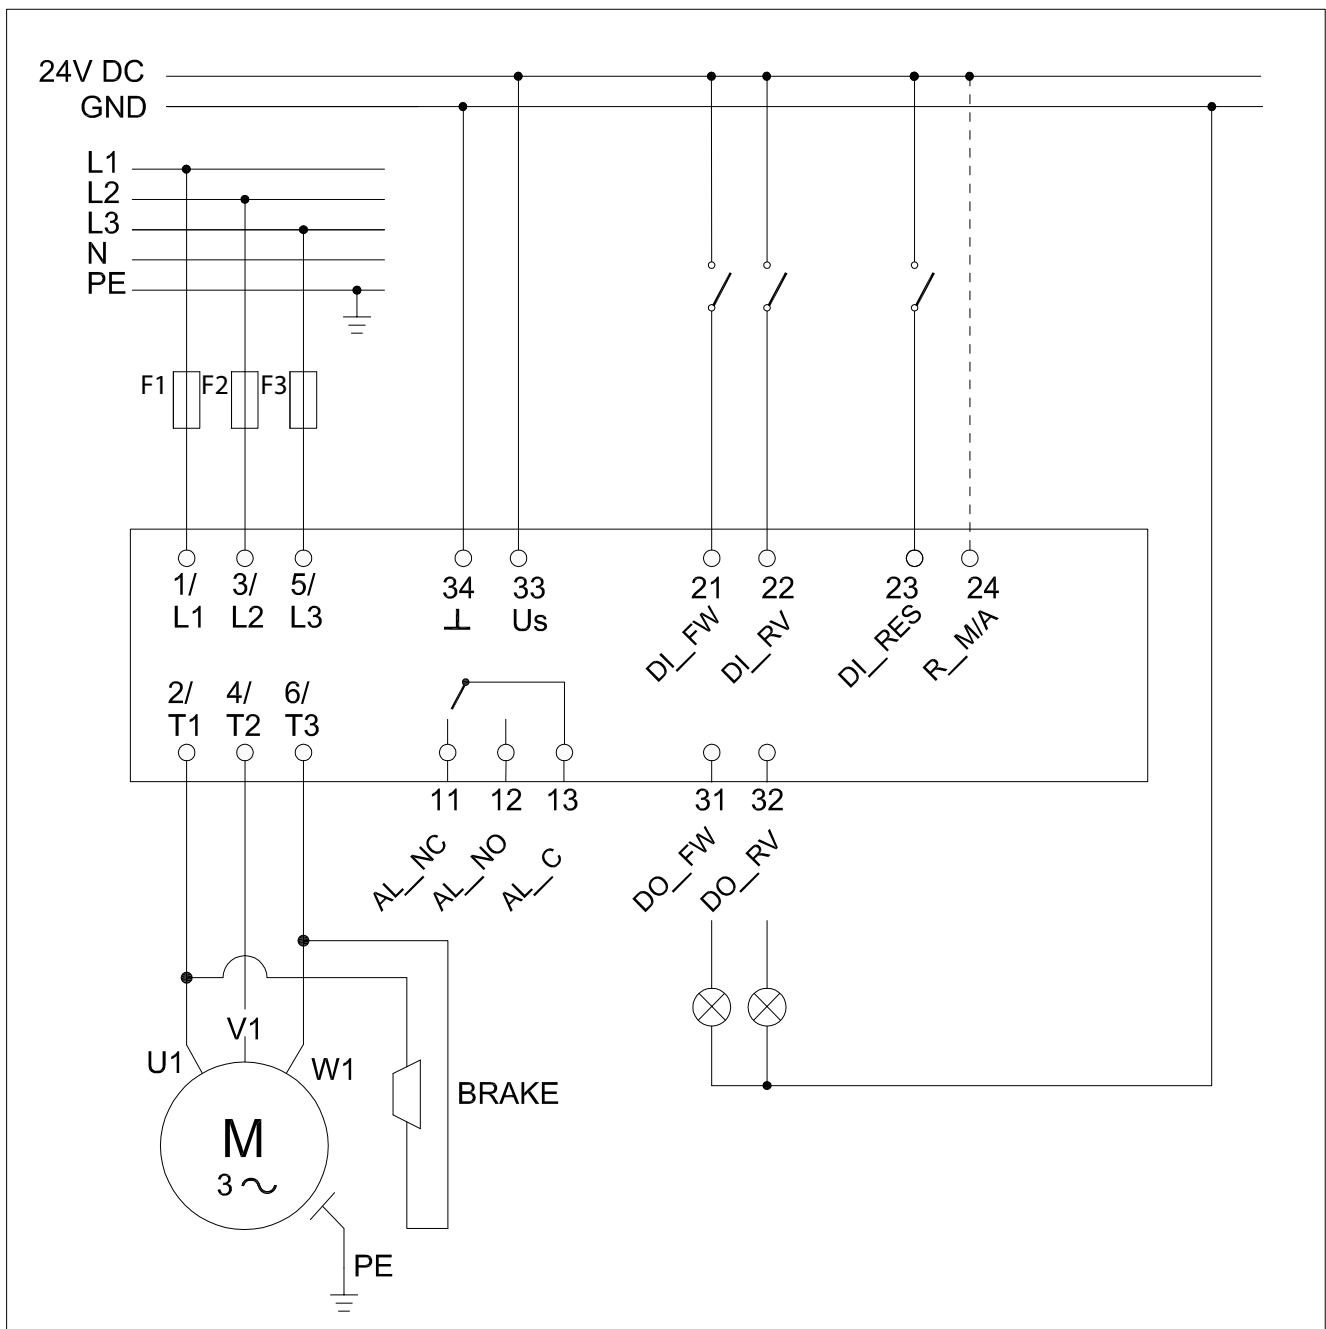 24V DC
GND
L1
L2
L3
N
PE
F1 F2 F3
1/ 3/ 5/ 34 33 21 22 23 24
L1 L2 L3 ⊥ Us
DI_FW
DI_RV
DI_RES
R_M/A
2/ 4/ 6/
T1 T2 T3
11 12 13 31 32
AL_NC
AL_NO
AL_C
DO_FW
DO_RV
V1
U1 W1
BRAKE
M
3 ~
PE